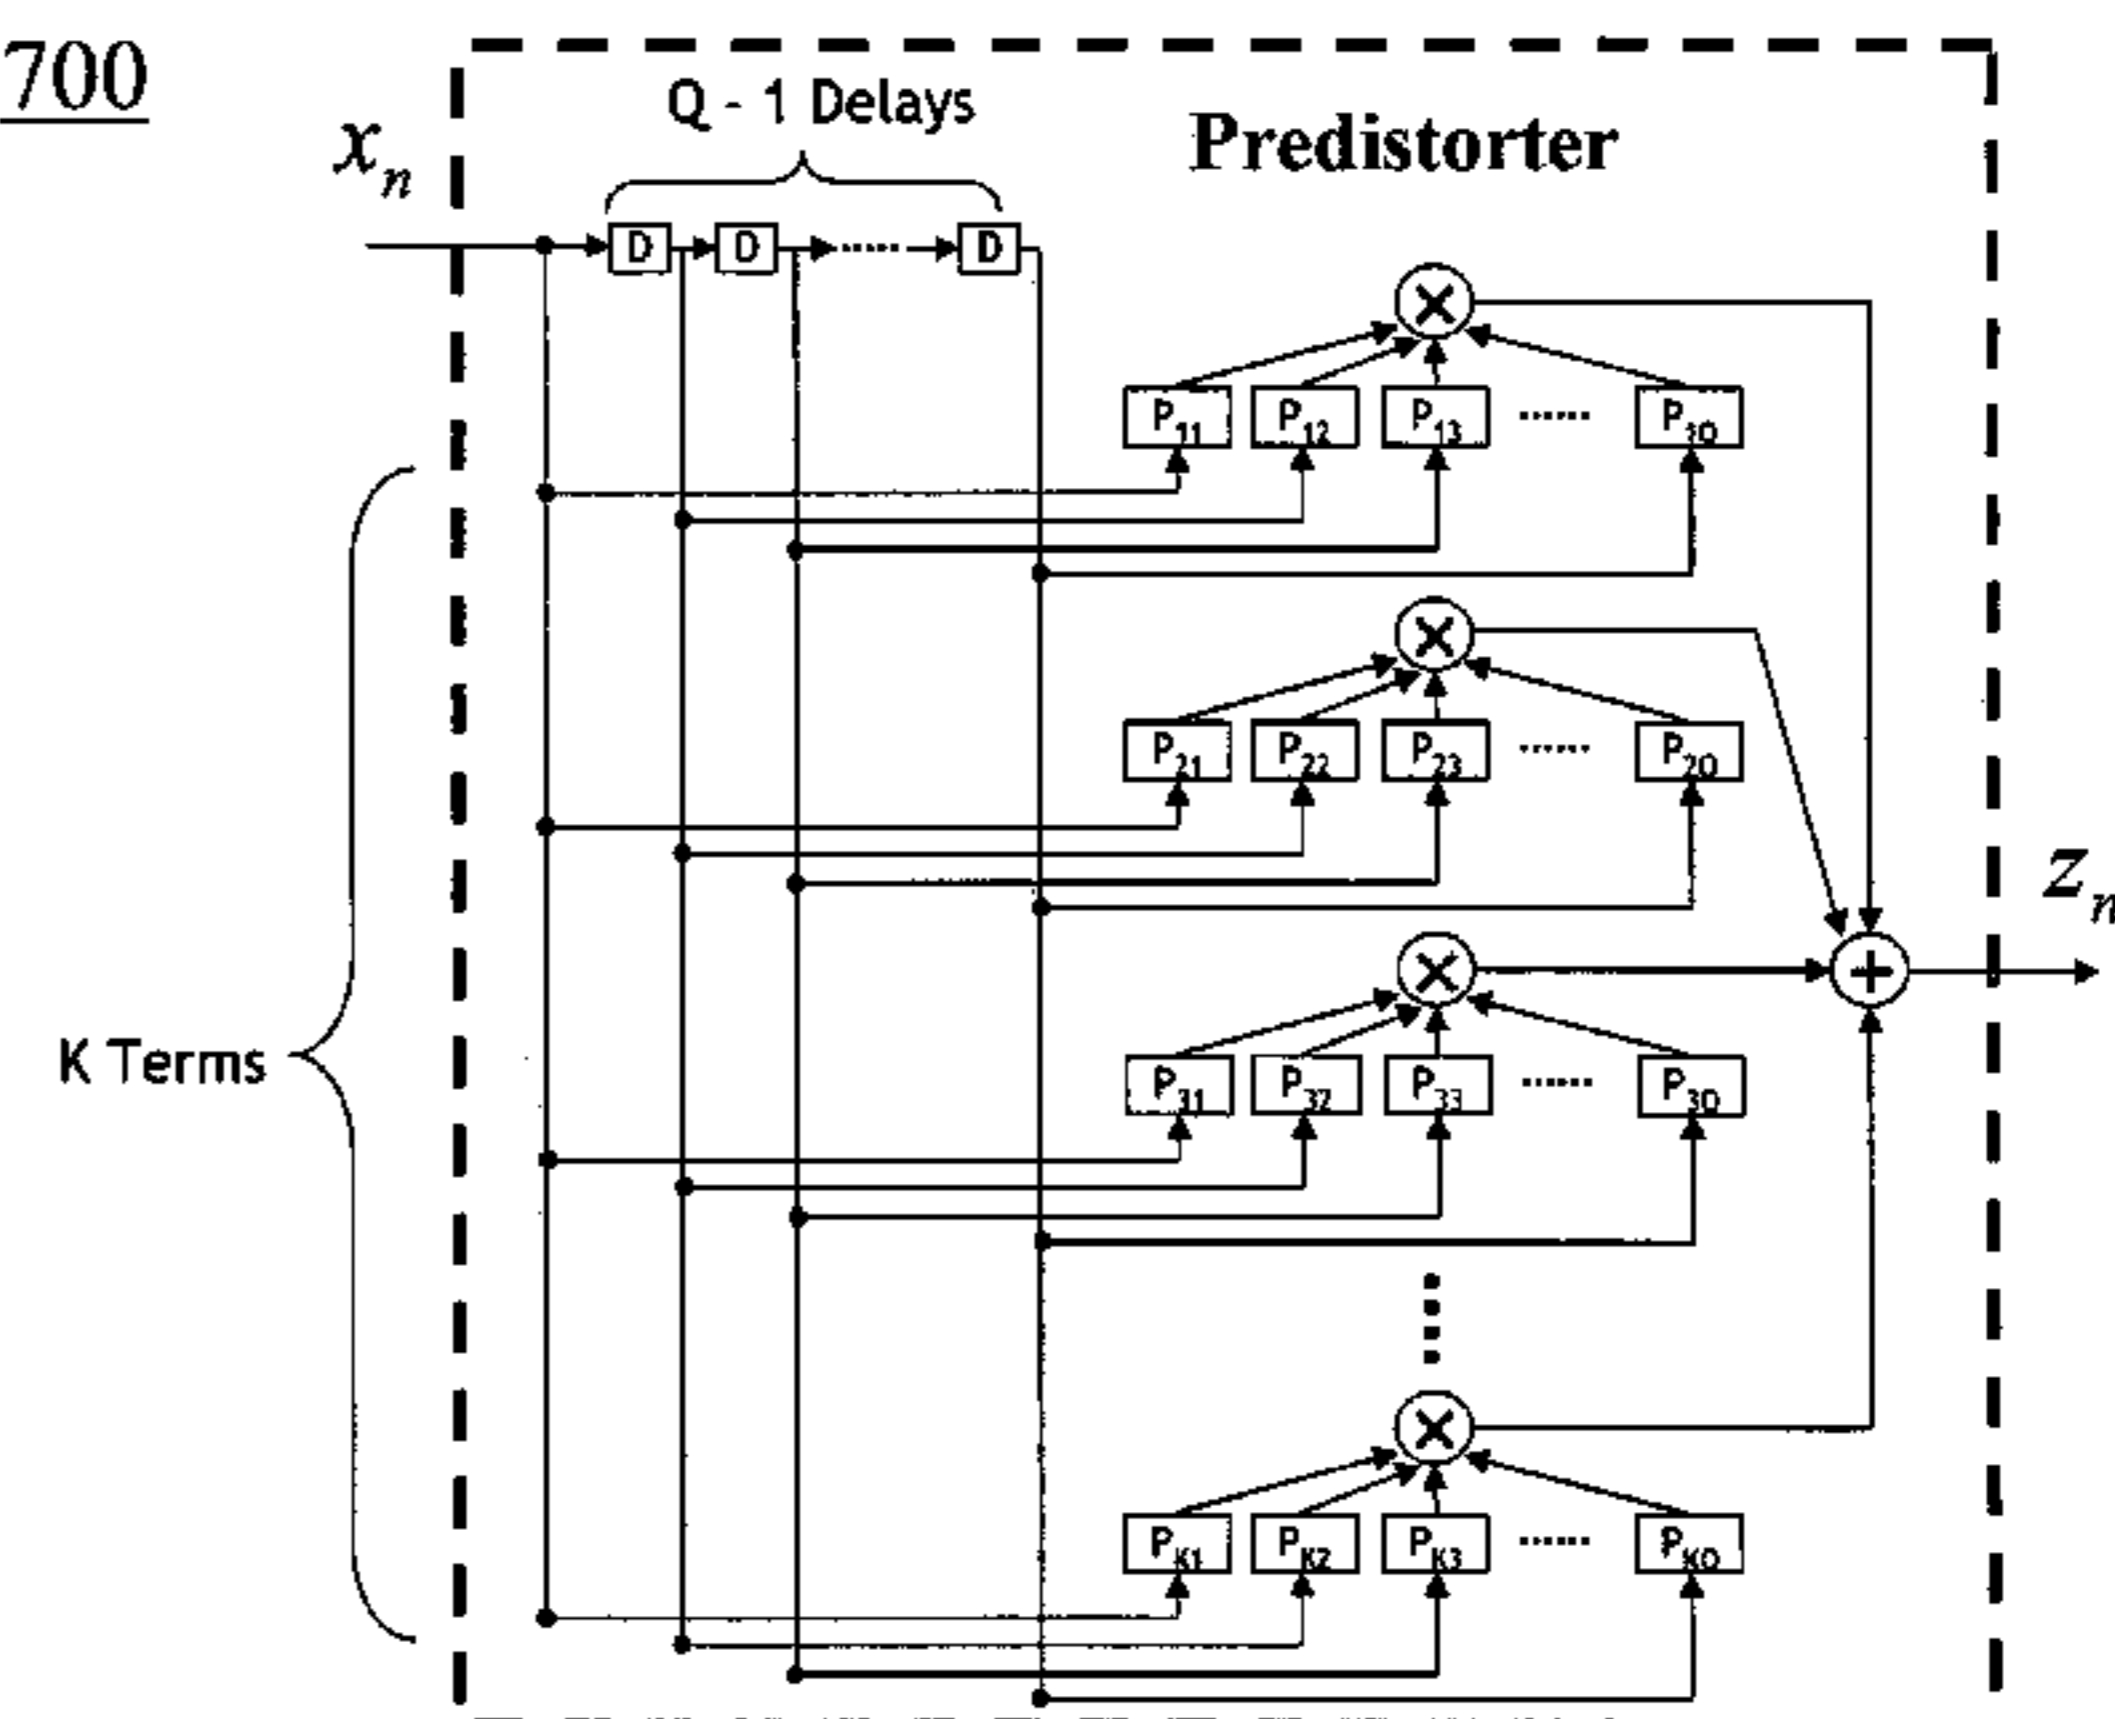 700
x_n
Q - 1 Delays
Predistorter
D D D
P_11 P_12 P_13 P_1Q
P_21 P_22 P_23 P_2Q
z_n
K Terms
P_31 P_32 P_33 P_3Q
P_K1 P_K2 P_K3 P_KQ